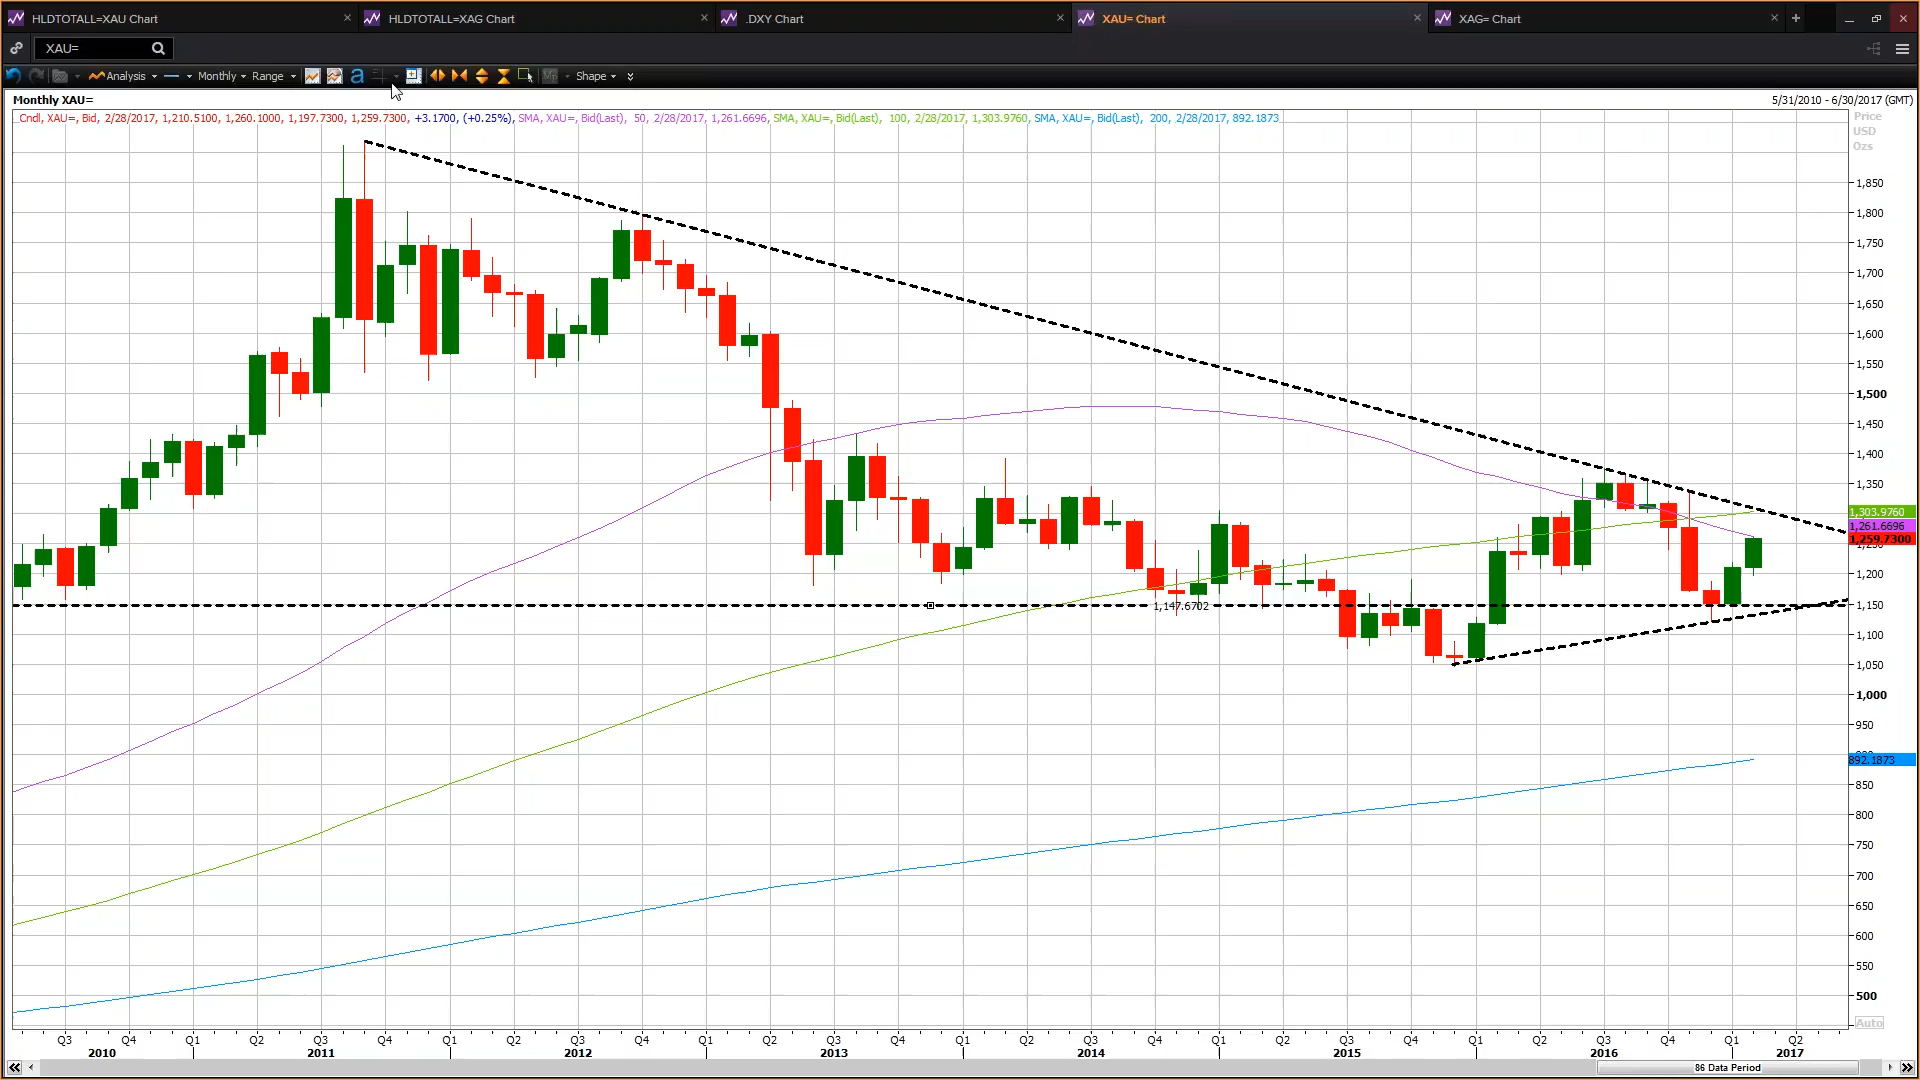 HLDTOTALL=XAU Chart
HLDTOTALL=XAG Chart
.DXY Chart
XAU= Chart
XAG= Chart
XAU=
Analysis
Monthly
Range
Shape
Monthly XAU=
5/31/2010 - 6/30/2017 (GMT)
Cndl, XAU=, Bid, 2/28/2017, 1,210.5100, 1,260.1000, 1,197.7300, 1,259.7300, +3.1700, (+0.25%), SMA, XAU=, Bid(Last), 50, 2/28/2017, 1,261.6696, SMA, XAU=, Bid(Last), 100, 2/28/2017, 1,303.9760, SMA, XAU=, Bid(Last), 200, 2/28/2017, 892.1873
Price
USD
Ozs
1,850
1,800
1,750
1,700
1,650
1,600
1,550
1,500
1,450
1,400
1,350
1,303.9760
1,261.6696
1,259.7300
1,200
1,150
1,147.6702
1,100
1,050
1,000
950
892.1873
850
800
750
700
650
600
550
500
Auto
Q3 Q4 Q1 Q2 Q3 Q4 Q1 Q2 Q3 Q4 Q1 Q2 Q3 Q4 Q1 Q2 Q3 Q4 Q1 Q2 Q3 Q4 Q1 Q2 Q3 Q4 Q1 Q2
2010 2011 2012 2013 2014 2015 2016 2017
86 Data Period